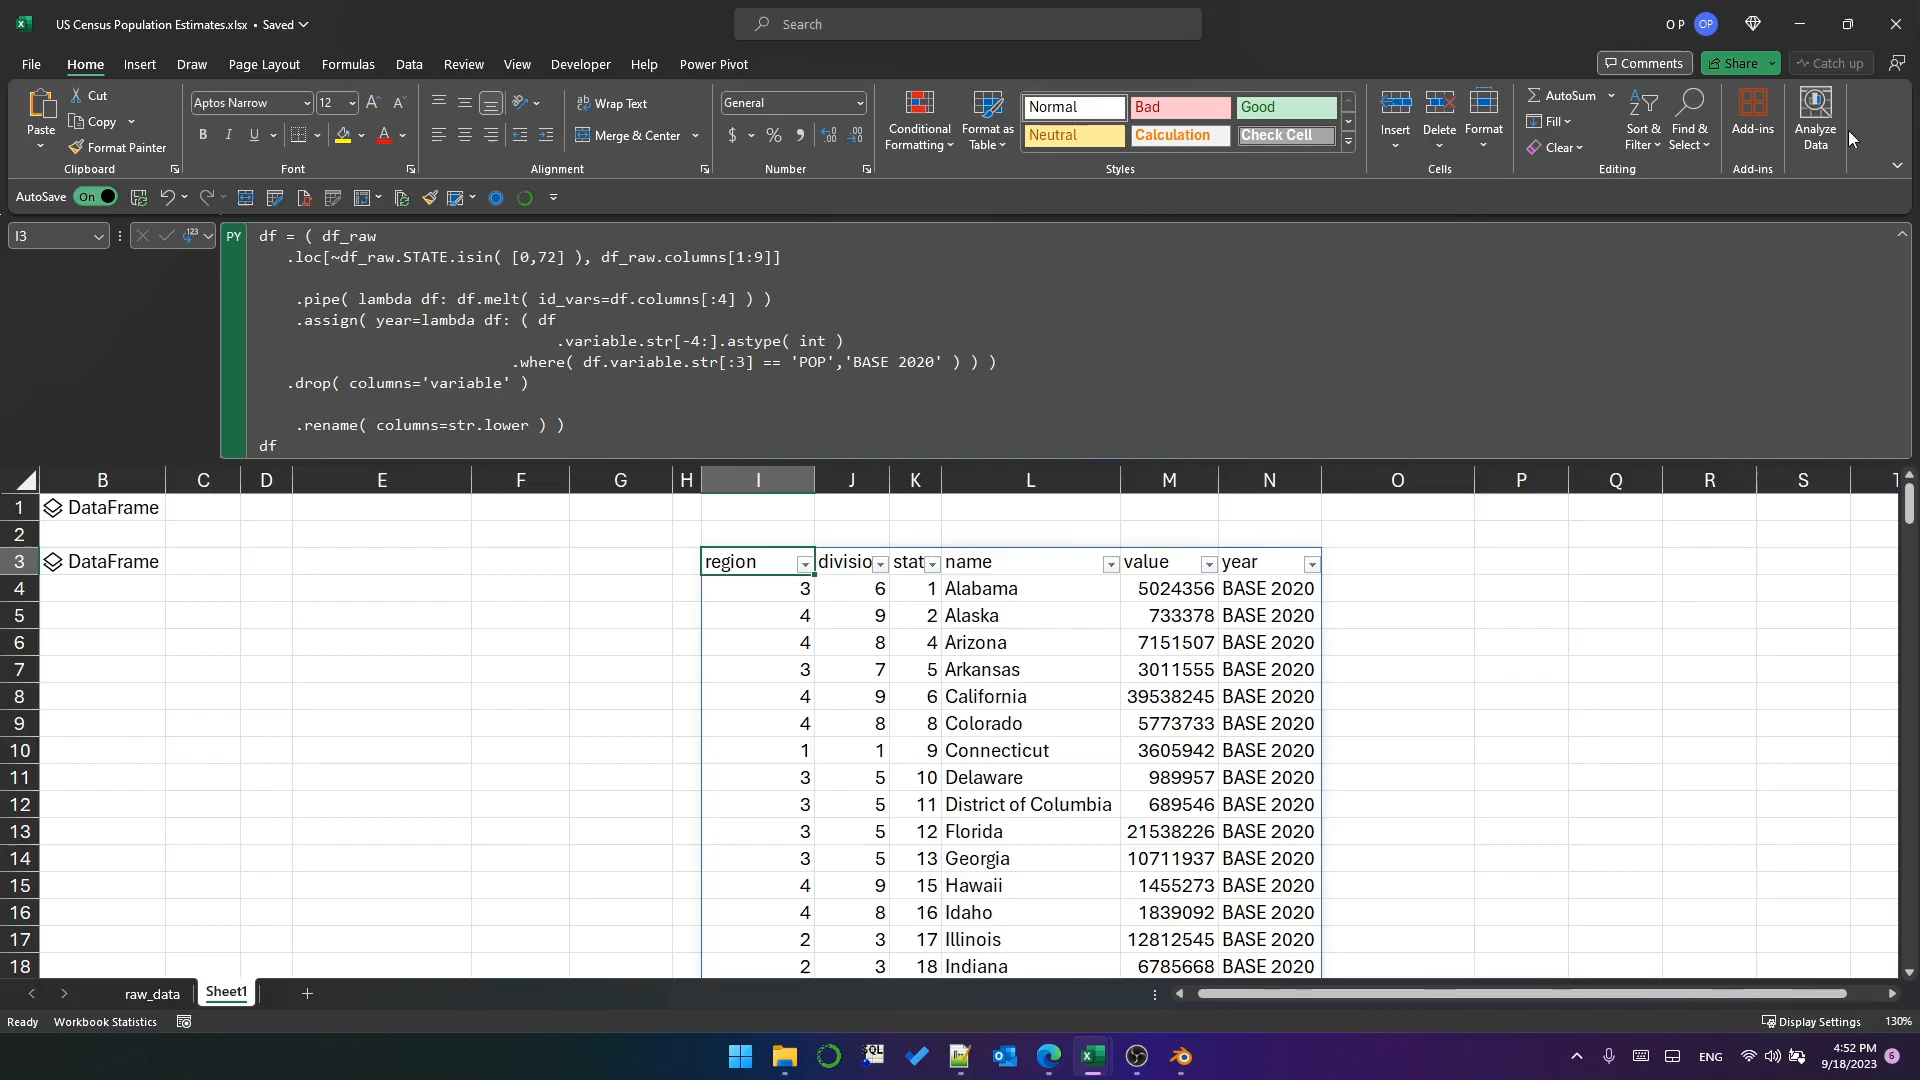 US Census Population Estimates.xlsx • Saved
Search
O P
OP
File Home Insert Draw Page Layout Formulas Data Review View Developer Help Power Pivot
Comments
Share
Catch up
Paste
Cut
Copy
Format Painter
Clipboard
Aptos Narrow
12
B I U
Font
Wrap Text
Merge & Center
Alignment
General
$ % 9
Number
Conditional
Formatting
Format as
Table
Normal Bad Good
Neutral Calculation Check Cell
Styles
Insert Delete Format
Cells
AutoSum
Fill
Clear
Sort &
Filter
Find &
Select
Editing
Add-ins
Add-ins
Analyze
Data
AutoSave On
I3
PY
df = ( df_raw
.loc[~df_raw.STATE.isin( [0,72] ), df_raw.columns[1:9]]
.pipe( lambda df: df.melt( id_vars=df.columns[:4] ) )
.assign( year=lambda df: ( df
.variable.str[-4:].astype( int )
.where( df.variable.str[:3] == 'POP','BASE 2020' ) ) )
.drop( columns='variable' )
.rename( columns=str.lower ) )
df
B C D E F G H I J K L M N O P Q R S
1 DataFrame
2
3 DataFrame region divisio stat name value year
4 3 6 1 Alabama 5024356 BASE 2020
5 4 9 2 Alaska 733378 BASE 2020
6 4 8 4 Arizona 7151507 BASE 2020
7 3 7 5 Arkansas 3011555 BASE 2020
8 4 9 6 California 39538245 BASE 2020
9 4 8 8 Colorado 5773733 BASE 2020
10 1 1 9 Connecticut 3605942 BASE 2020
11 3 5 10 Delaware 989957 BASE 2020
12 3 5 11 District of Columbia 689546 BASE 2020
13 3 5 12 Florida 21538226 BASE 2020
14 3 5 13 Georgia 10711937 BASE 2020
15 4 9 15 Hawaii 1455273 BASE 2020
16 4 8 16 Idaho 1839092 BASE 2020
17 2 3 17 Illinois 12812545 BASE 2020
18 2 3 18 Indiana 6785668 BASE 2020
raw_data Sheet1
Ready Workbook Statistics
Display Settings 130%
SQL
ENG
4:52 PM
9/18/2023
6